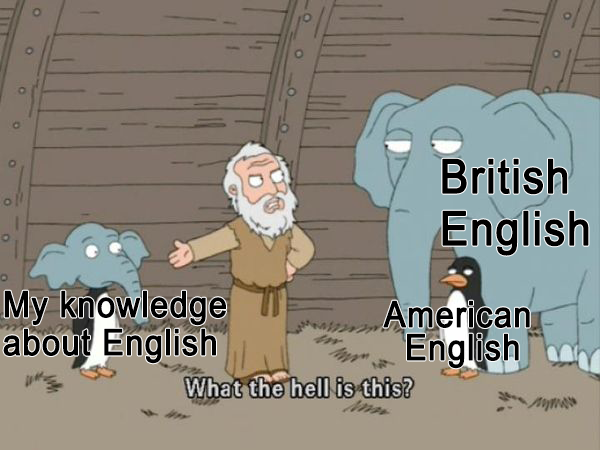 British
English
My knowledge
about English
American
English
What the hell is this?